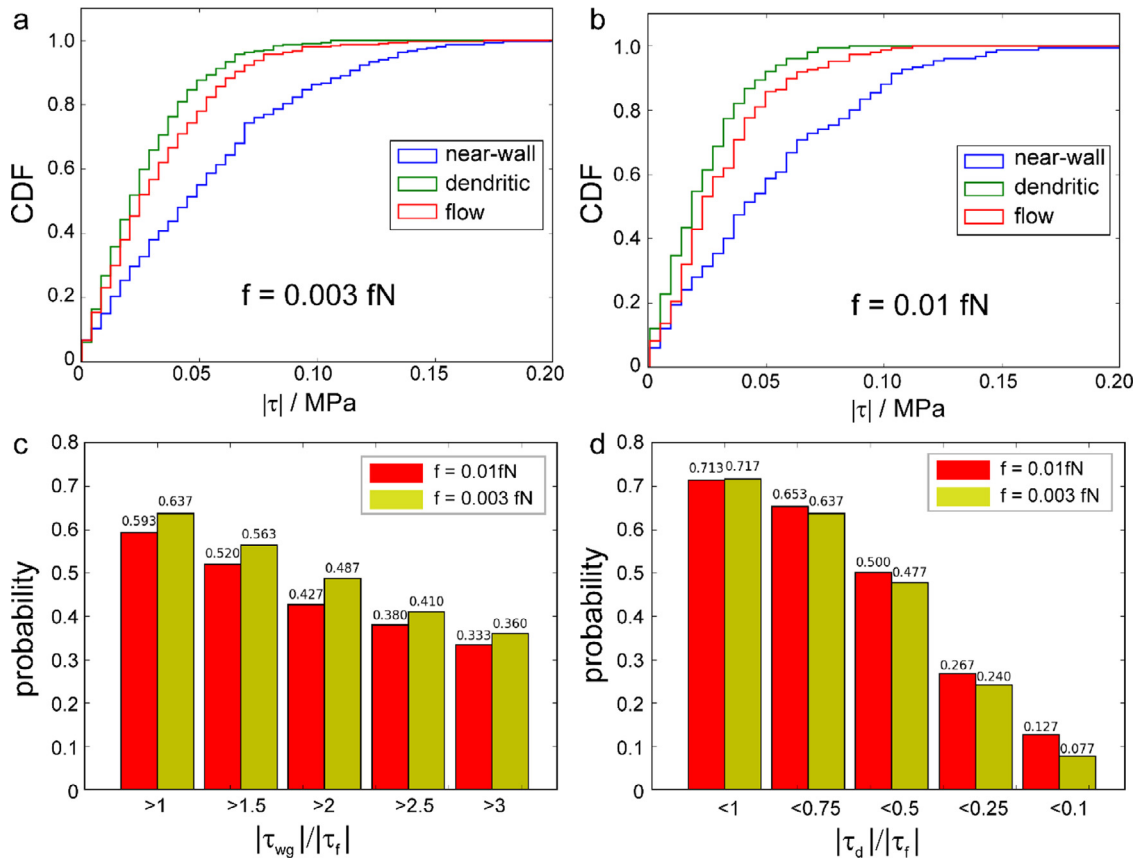 a
CDF
1.0
0.8
0.6
0.4
0.2
0
near-wall
dendritic
flow
f = 0.003 fN
0 0.05 0.10 0.15 0.20
|τ| / MPa
b
CDF
1.0
0.8
0.6
0.4
0.2
0
near-wall
dendritic
flow
f = 0.01 fN
0 0.05 0.10 0.15 0.20
|τ| / MPa
c
probability
0.8
0.7
0.6
0.5
0.4
0.3
0.2
0.1
0
f = 0.01fN
f = 0.003 fN
0.593 0.637
0.520 0.563
0.427 0.487
0.380 0.410
0.333 0.360
>1 >1.5 >2 >2.5 >3
|τwg|/|τf|
d
probability
0.8
0.7
0.6
0.5
0.4
0.3
0.2
0.1
0
f = 0.01fN
f = 0.003 fN
0.713 0.717
0.653 0.637
0.500 0.477
0.267 0.240
0.127 0.077
<1 <0.75 <0.5 <0.25 <0.1
|τd|/|τf|